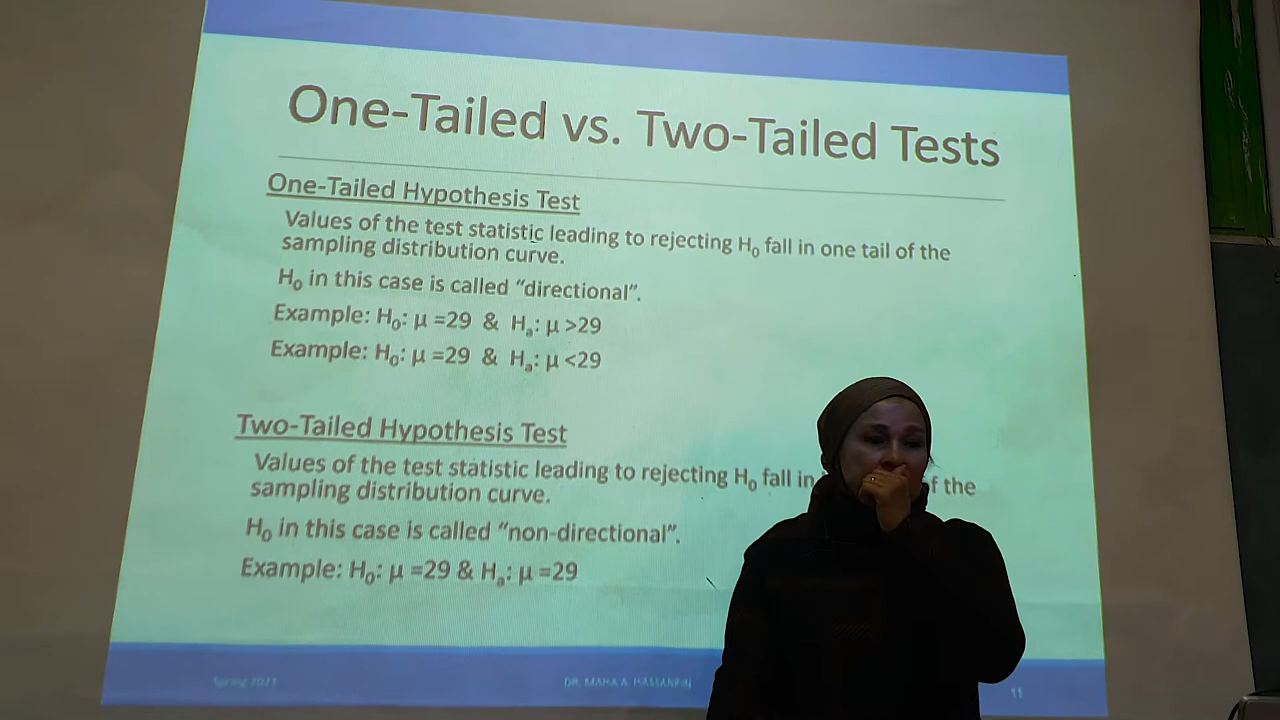 One-Tailed vs. Two-Tailed Tests
One-Tailed Hypothesis Test
Values of the test statistic leading to rejecting H₀ fall in one tail of the
sampling distribution curve.
H₀ in this case is called “directional”.
Example: H₀: μ =29 & Hₐ: μ >29
Example: H₀: μ =29 & Hₐ: μ <29
Two-Tailed Hypothesis Test
Values of the test statistic leading to rejecting H₀ fall in f the
sampling distribution curve.
H₀ in this case is called “non-directional”.
Example: H₀: μ =29 & Hₐ: μ =29
Spring 2021 DR. MAHA A. HASSANEIN 11